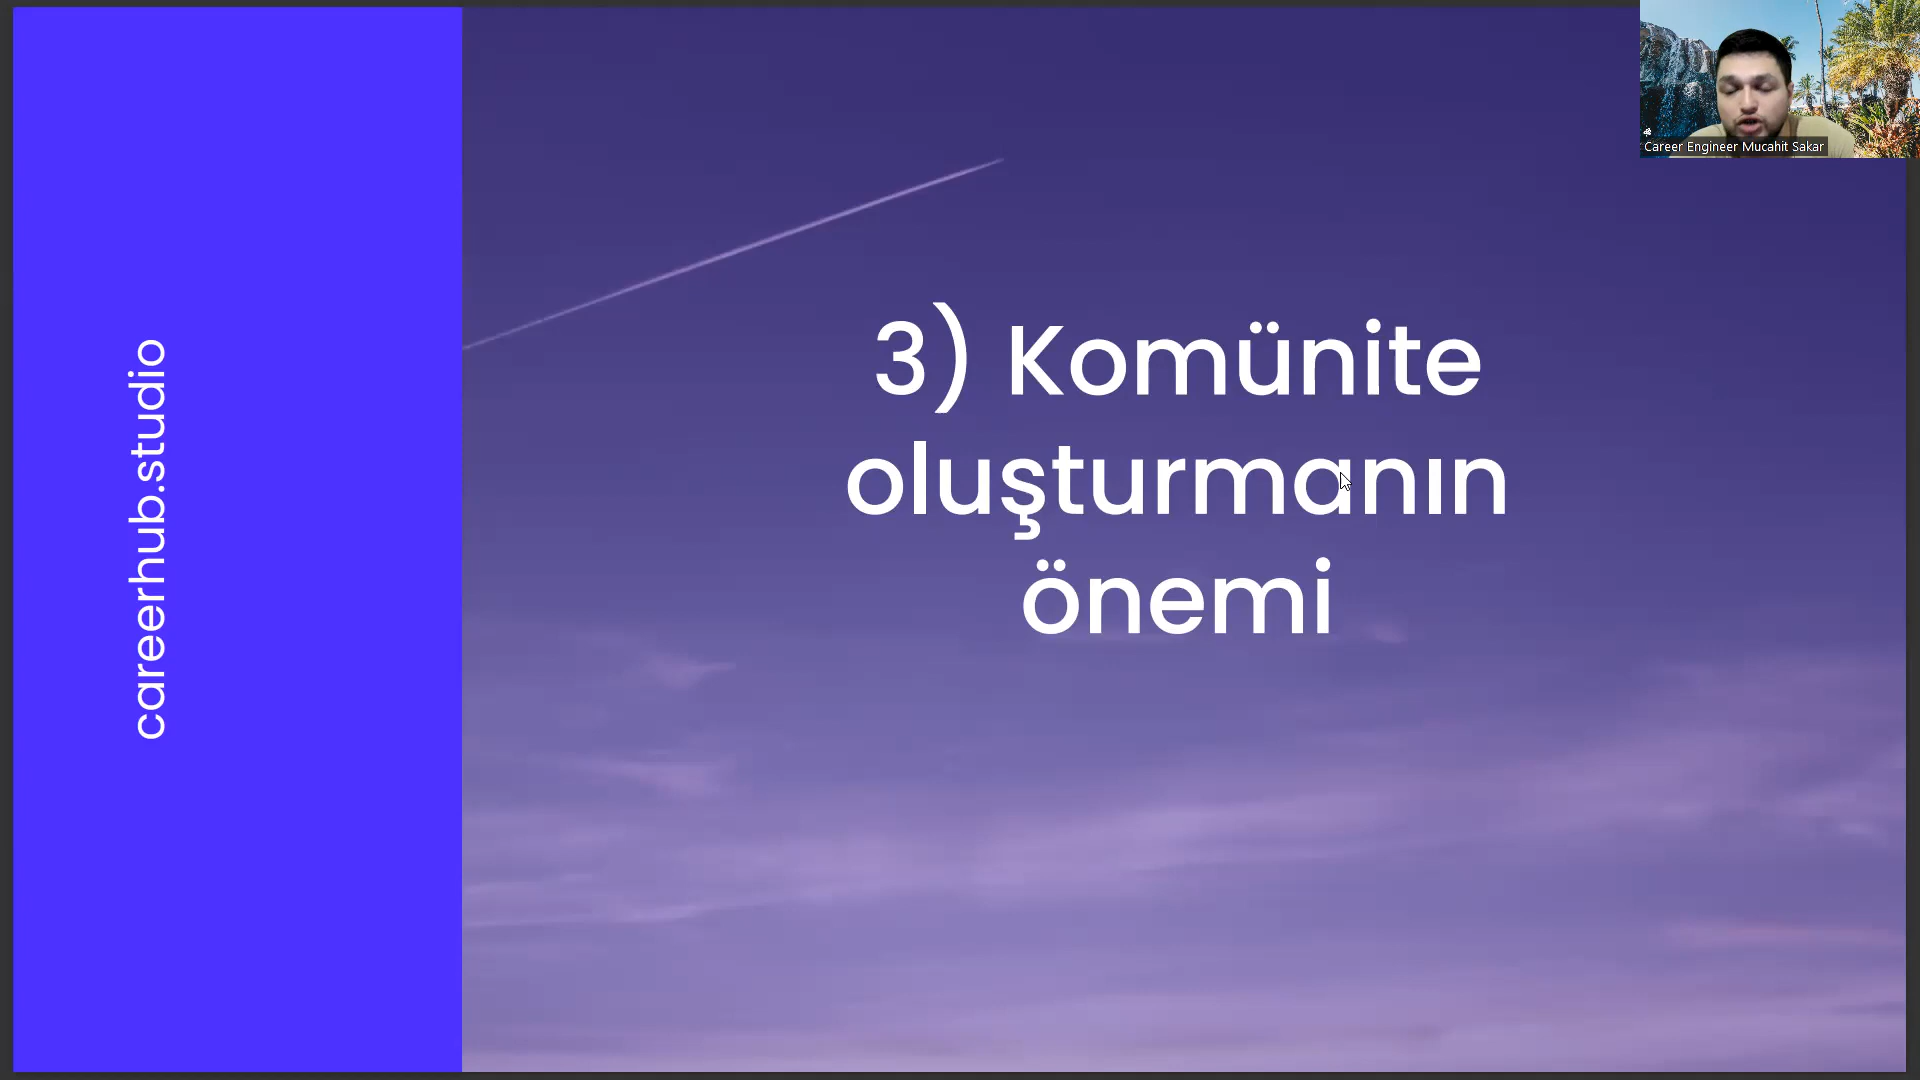 careerhub.studio
3) Komünite
oluşturmanın
önemi
Career Engineer Mucahit Sakar